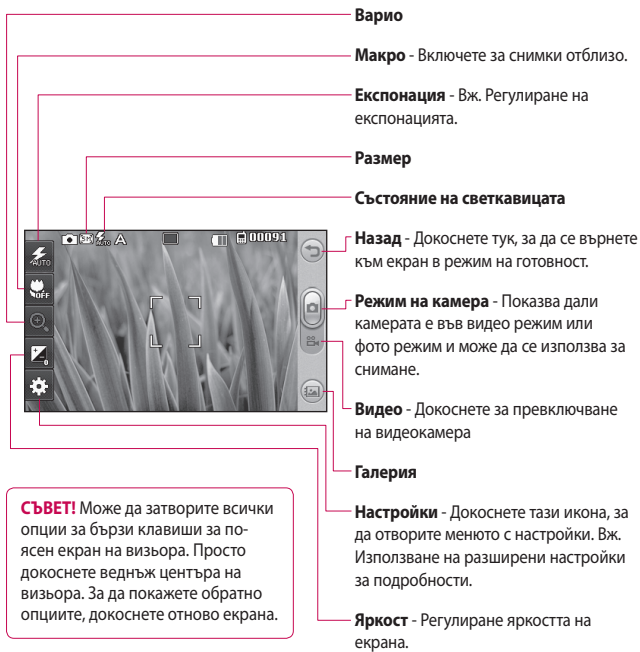 Варио
Макро - Включете за снимки отблизо.
Експонация - Вж. Регулиране на
експонацията.
Размер
Състояние на светкавицата
Назад - Докоснете тук, за да се върнете
към екран в режим на готовност.
Режим на камера - Показва дали
камерата е във видео режим или
фото режим и може да се използва за
снимане.
Видео - Докоснете за превключване
на видеокамера
Галерия
Настройки - Докоснете тази икона, за
да отворите менюто с настройки. Вж.
Използване на разширени настройки
за подробности.
Яркост - Регулиране яркостта на
екрана.
AUTO
OFF
0
3M AUTO A 00091
СЪВЕТ! Може да затворите всички
опции за бързи клавиши за по-
ясен екран на визьора. Просто
докоснете веднъж центъра на
визьора. За да покажете обратно
опциите, докоснете отново екрана.